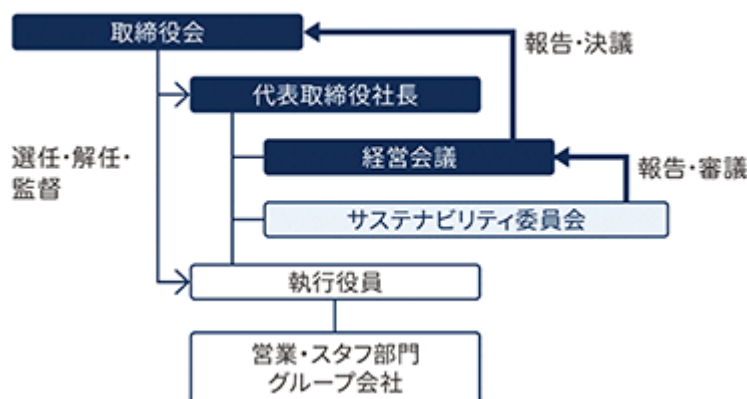 取締役会
報告・決議
代表取締役社長
選任・解任・
監督
経営会議
報告・審議
サステナビリティ委員会
執行役員
営業・スタフ部門
グループ会社